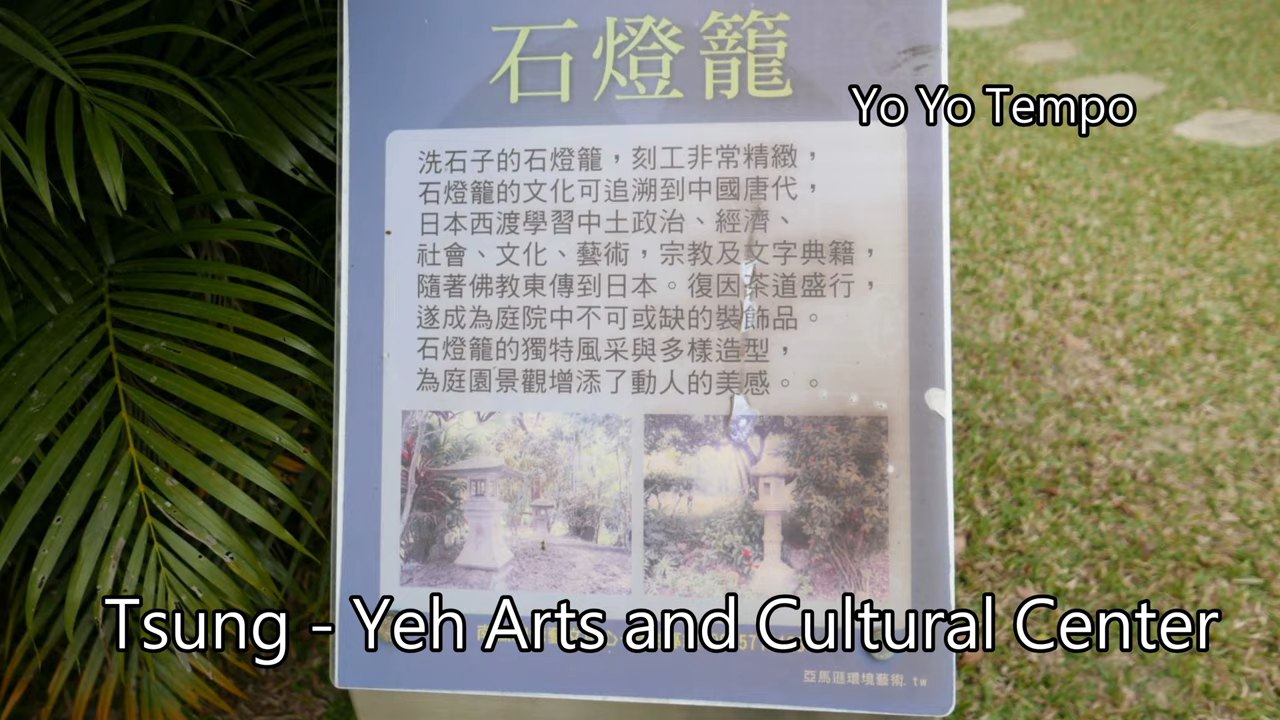 石燈籠
Yo Yo Tempo
洗石子的石燈籠，刻工非常精緻，
石燈籠的文化可追溯到中國唐代，
日本西渡學習中土政治、經濟、
社會、文化、藝術，宗教及文字典籍，
隨著佛教東傳到日本。復因茶道盛行，
遂成為庭院中不可或缺的裝飾品。
石燈籠的獨特風采與多樣造型，
為庭園景觀增添了動人的美感。。
Tsung - Yeh Arts and Cultural Center
亞馬遜環境藝術. tw